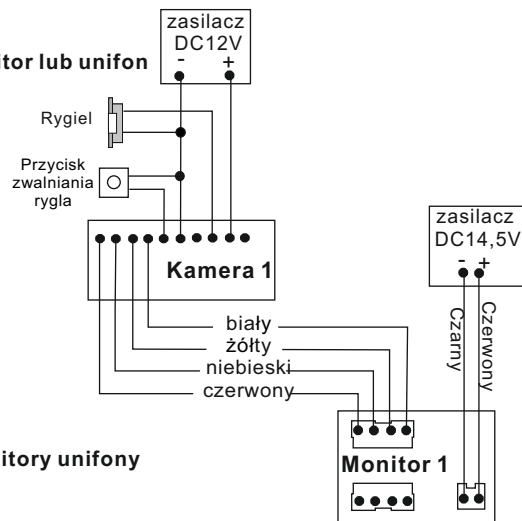 zasilacz
DC12V
- +
itor lub unifon
Rygiel
Przycisk
zwalniania
rygla
zasilacz
DC14,5V
- +
Kamera 1
Czarny
Czerwony
biały
żółty
niebieski
czerwony
itory unifony
Monitor 1